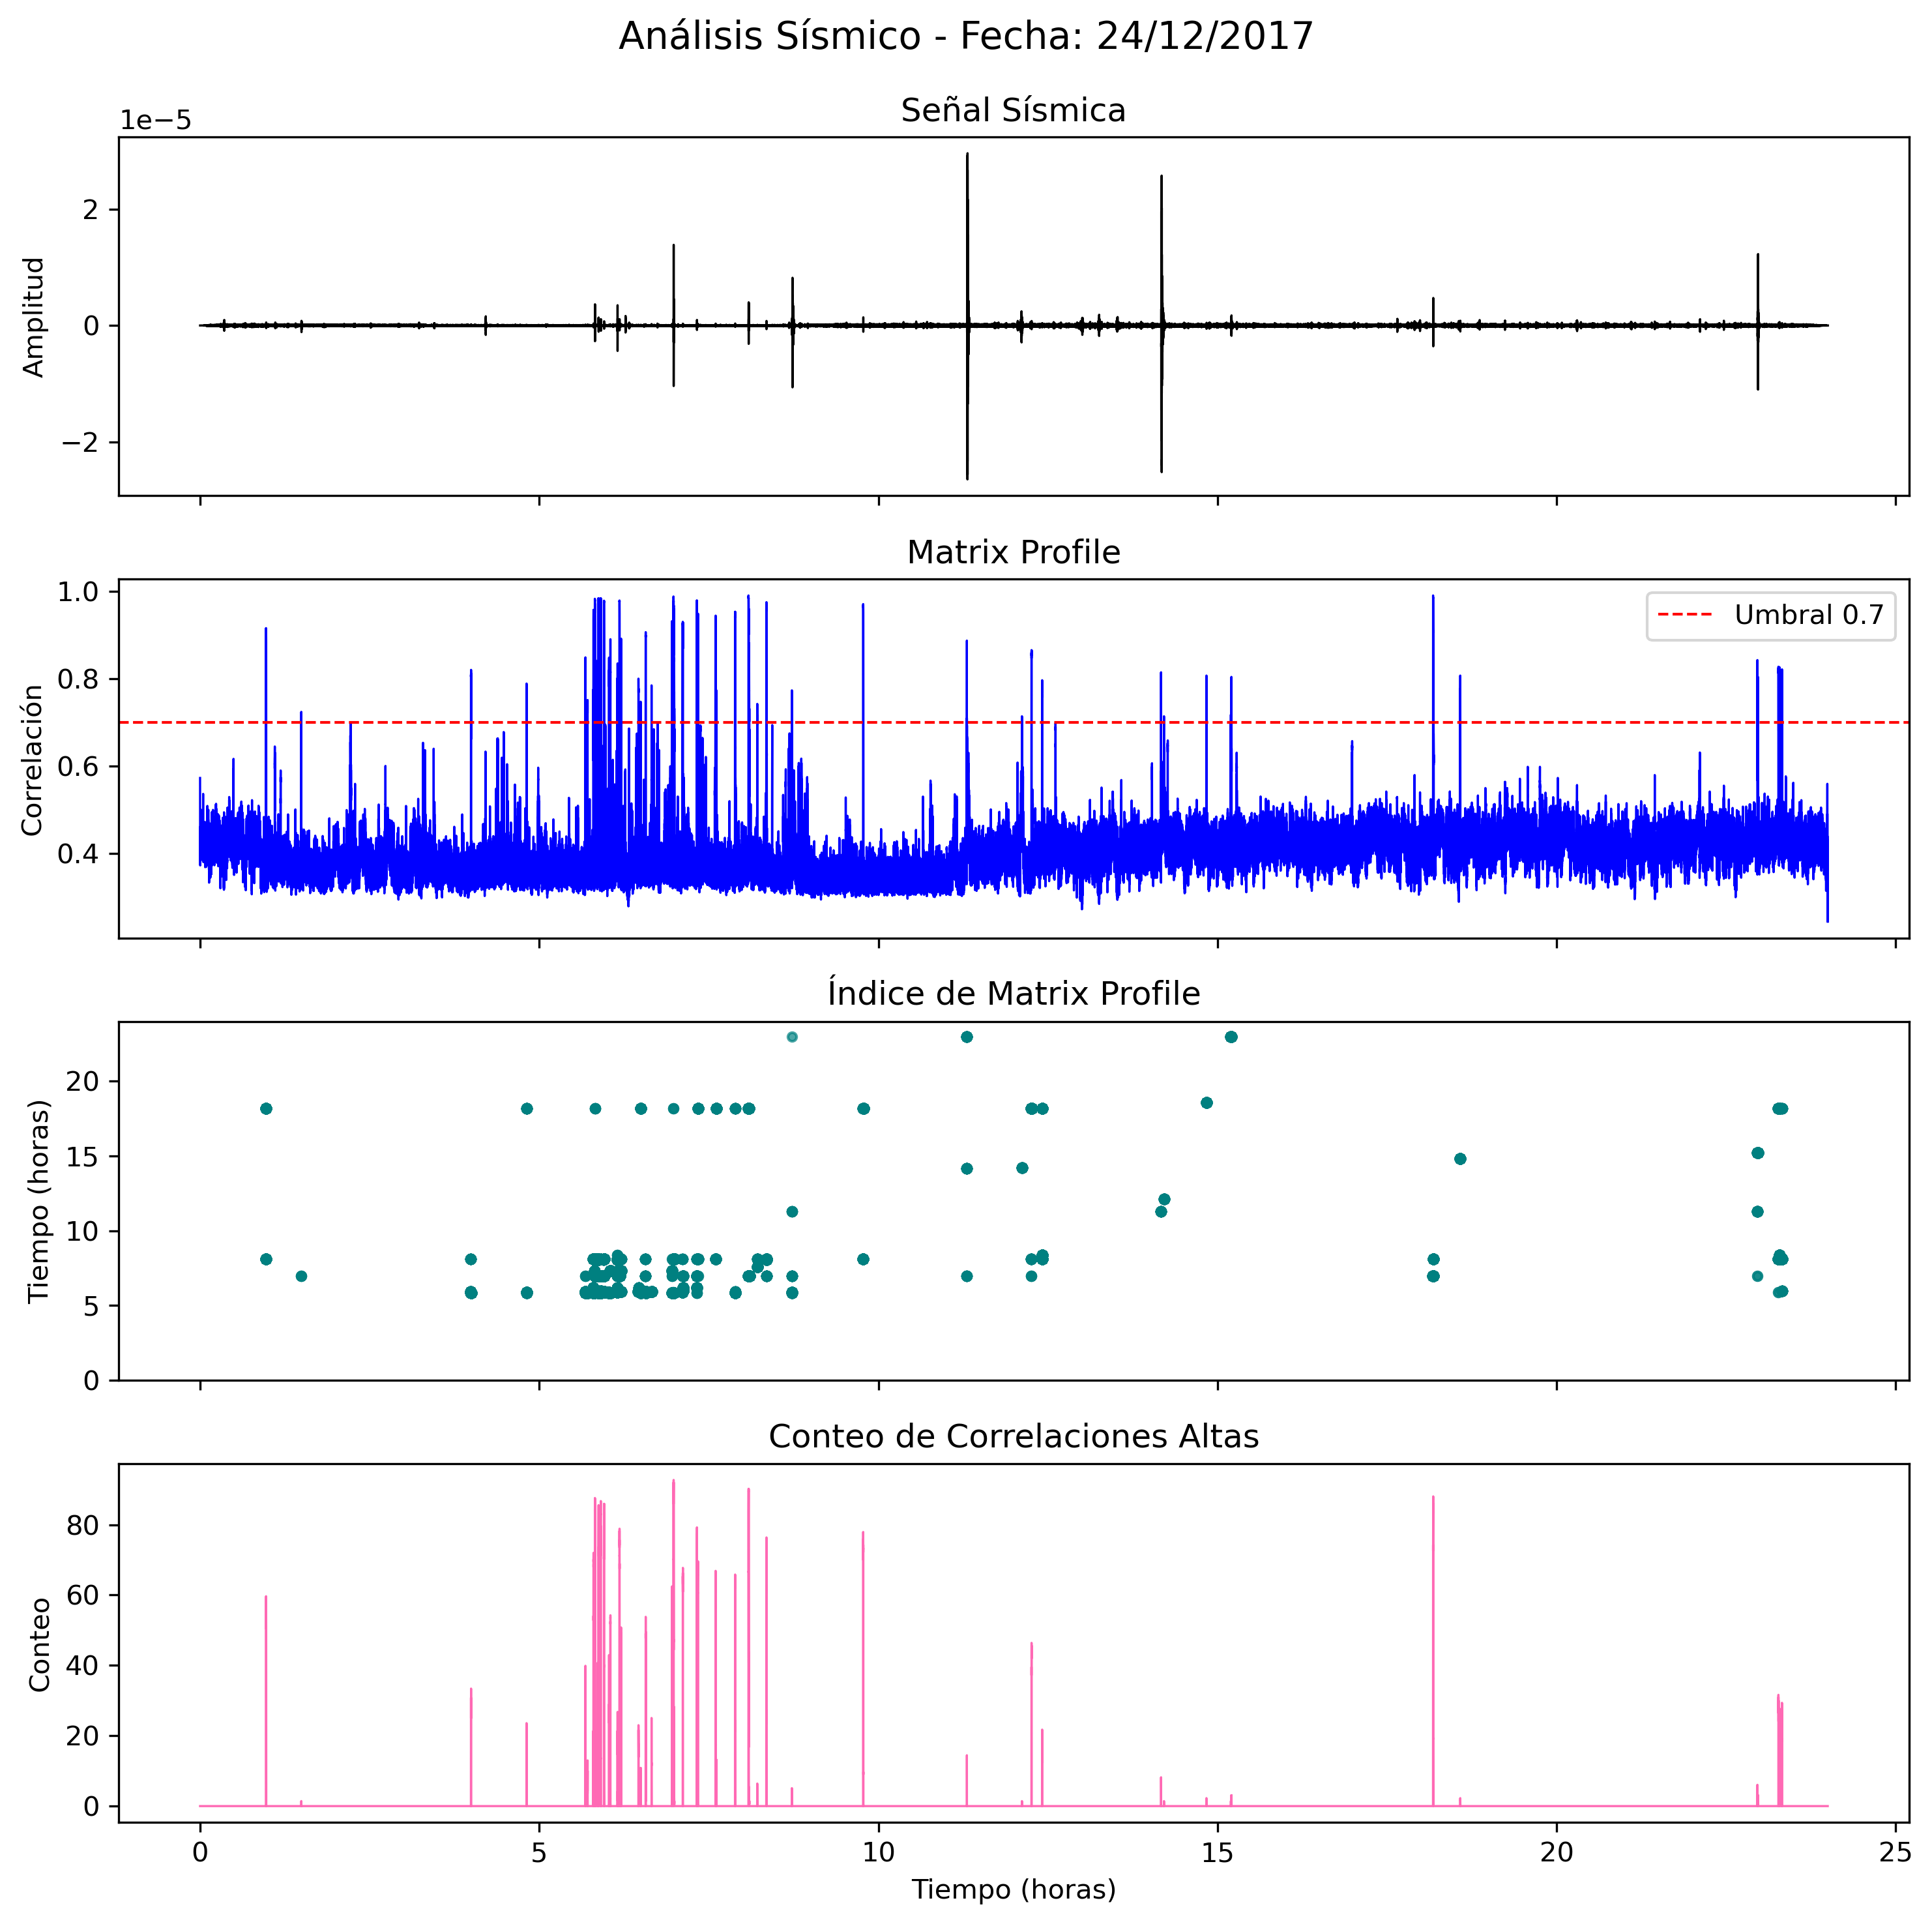 Análisis Sísmico - Fecha: 24/12/2017
Señal Sísmica
1e−5
2
0
−2
Amplitud
Matrix Profile
1.0
0.8
0.6
0.4
Correlación
Umbral 0.7
Índice de Matrix Profile
20
15
10
5
0
Tiempo (horas)
Conteo de Correlaciones Altas
80
60
40
20
0
Conteo
0 5 10 15 20 25
Tiempo (horas)